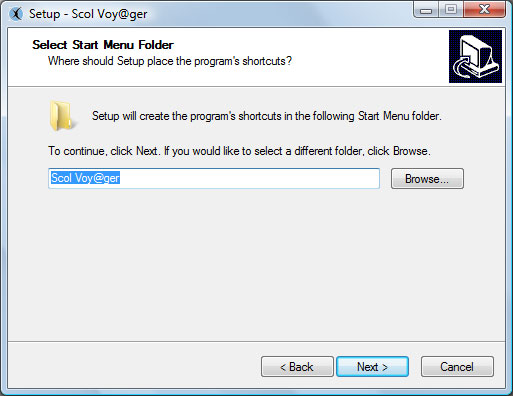 Setup - Scol Voy@ger
Select Start Menu Folder
Where should Setup place the program's shortcuts?
Setup will create the program's shortcuts in the following Start Menu folder.
To continue, click Next. If you would like to select a different folder, click Browse.
Scol Voy@ger
Browse...
< Back
Next >
Cancel